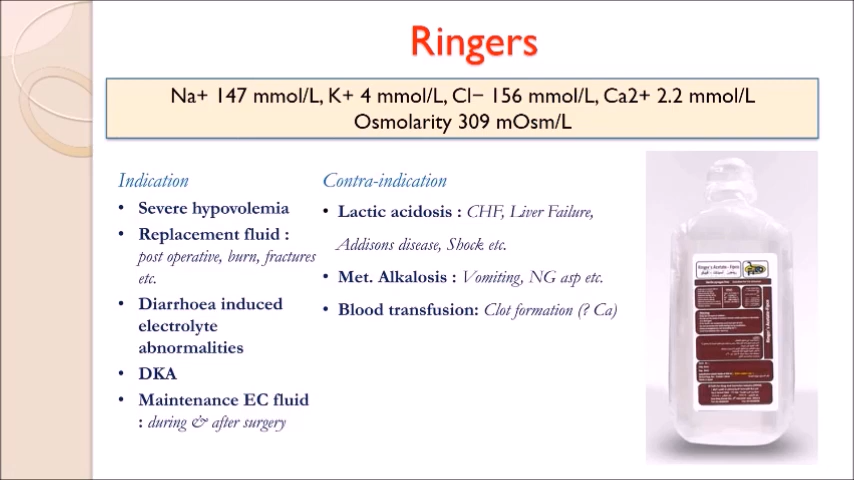 Ringers
Na+ 147 mmol/L, K+ 4 mmol/L, Cl− 156 mmol/L, Ca2+ 2.2 mmol/L
Osmolarity 309 mOsm/L
Indication
• Severe hypovolemia
• Replacement fluid :
post operative, burn, fractures
etc.
• Diarrhoea induced
electrolyte
abnormalities
• DKA
• Maintenance EC fluid
: during & after surgery
Contra-indication
• Lactic acidosis : CHF, Liver Failure,
Addisons disease, Shock etc.
• Met. Alkalosis : Vomiting, NG asp etc.
• Blood transfusion: Clot formation (? Ca)
Ringer's Acetate